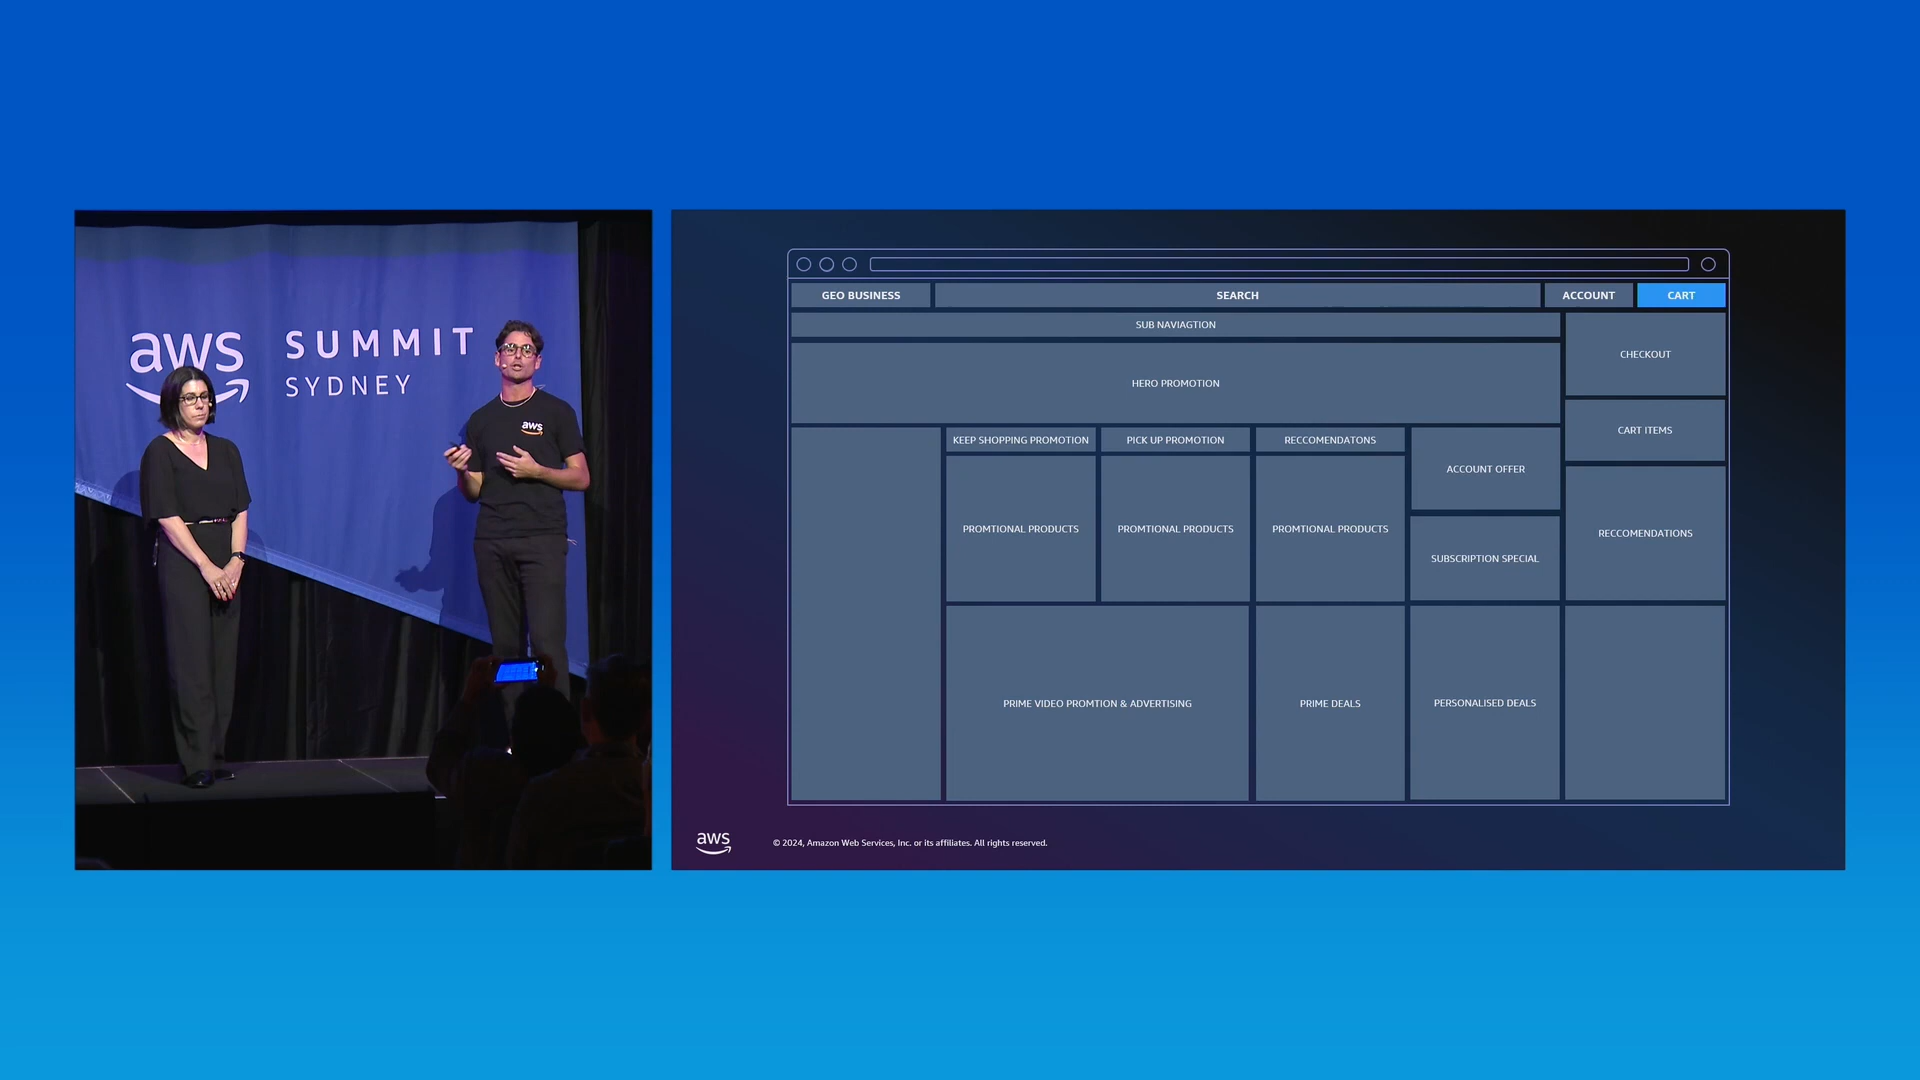 aws SUMMIT
SYDNEY
aws
GEO BUSINESS
SEARCH
ACCOUNT
CART
SUB NAVIAGTION
CHECKOUT
HERO PROMOTION
CART ITEMS
KEEP SHOPPING PROMOTION
PICK UP PROMOTION
RECCOMENDATONS
ACCOUNT OFFER
PROMTIONAL PRODUCTS
PROMTIONAL PRODUCTS
PROMTIONAL PRODUCTS
RECCOMENDATIONS
SUBSCRIPTION SPECIAL
PRIME VIDEO PROMTION & ADVERTISING
PRIME DEALS
PERSONALISED DEALS
aws
© 2024, Amazon Web Services, Inc. or its affiliates. All rights reserved.